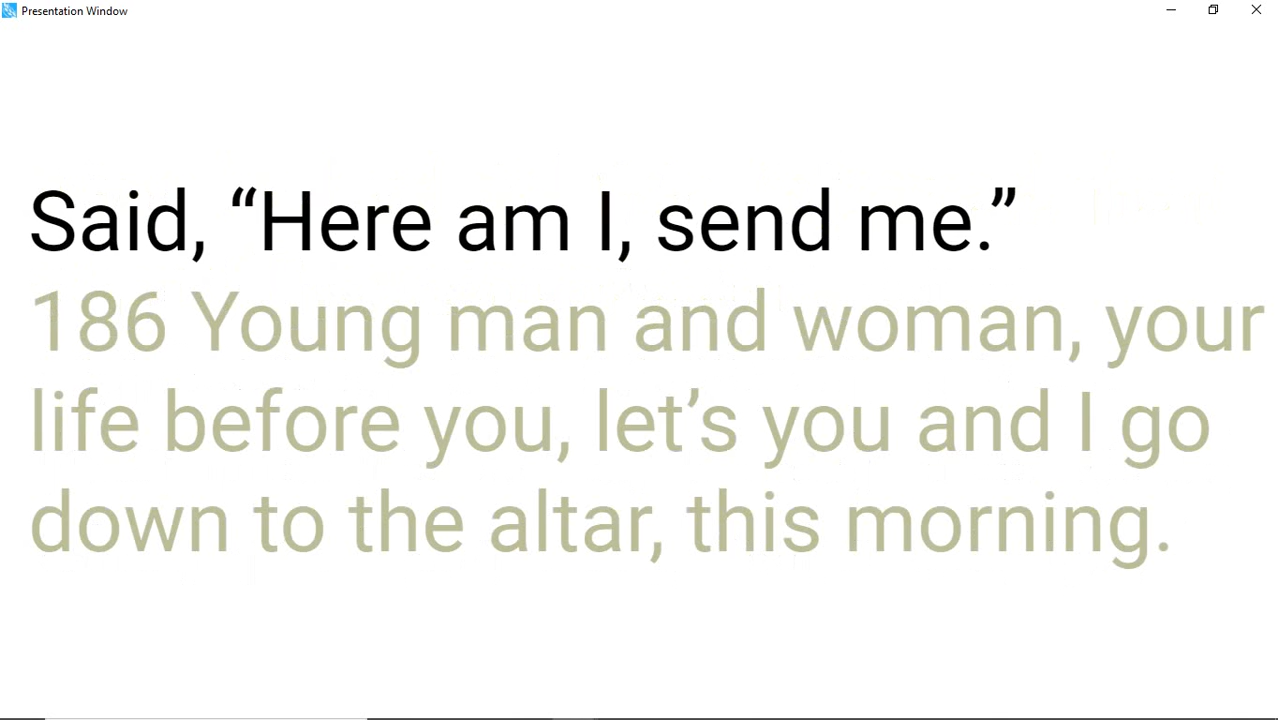 Presentation Window
Said, “Here am I, send me.”
186 Young man and woman, your
life before you, let’s you and I go
down to the altar, this morning.